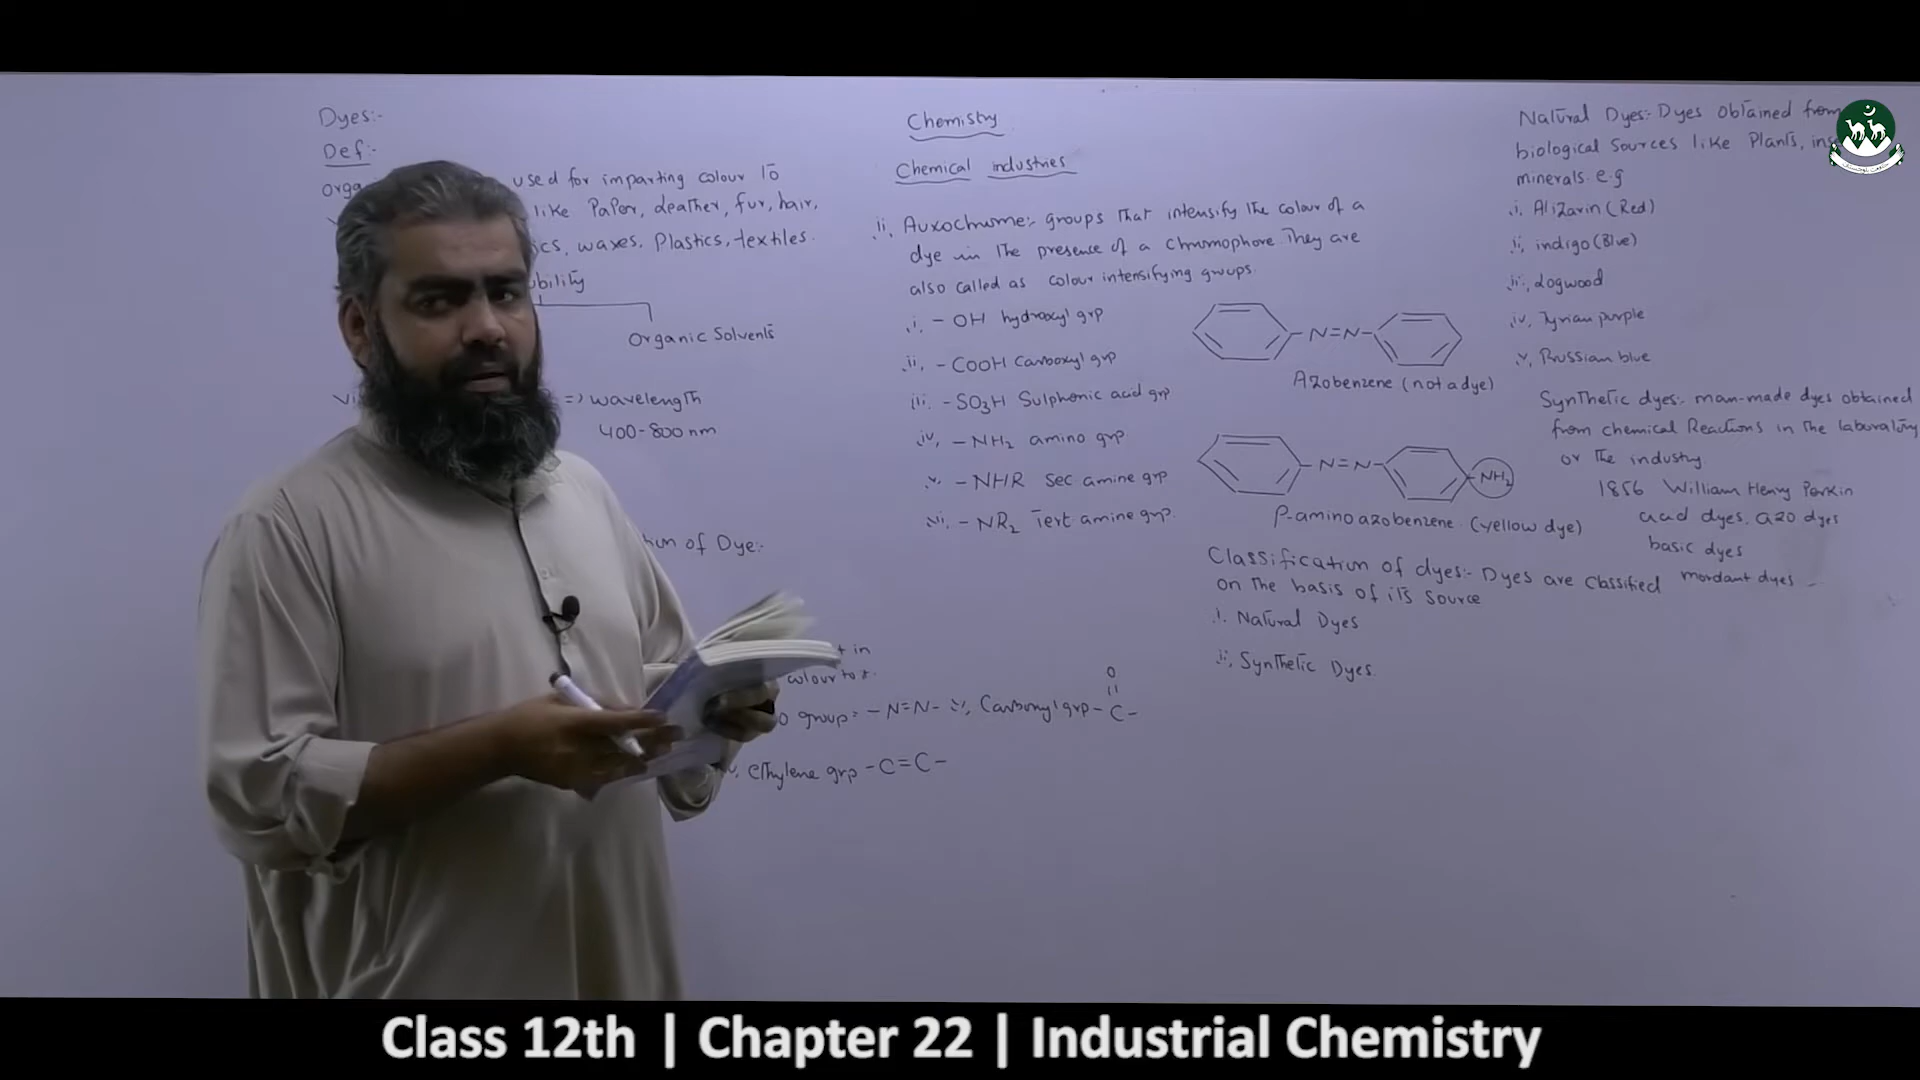 Dyes:-
Def:-
used for imparting colour to
like Paper, Leather, fur, hair,
ics, waxes, Plastics, textiles.
bility
Organic Solvents
=> wavelength
400-800 nm
of Dye:-
in
colour to
group: -N=N- Carbonyl grp - C -
O
ethylene grp -C=C-
Chemistry
Chemical industries
ii. Auxochrome:- groups that intensify the colour of a
dye in the presence of a chromophore. They are
also called as colour intensifying groups.
i. - OH hydroxyl grp
ii. - COOH Carboxyl grp
iii. - SO3H Sulphonic acid grp
iv. - NH2 amino grp
v. - NHR sec amine grp
vi. - NR2 Tert amine grp.
-N=N-
Azobenzene (not a dye)
-N=N- -NH2
P-aminoazobenzene (yellow dye)
Classification of dyes:- Dyes are classified
on the basis of its source
i. Natural Dyes
ii. Synthetic Dyes.
Natural Dyes:- Dyes obtained from
biological sources like Plants,
minerals. e.g
i. Alizarin (Red)
ii. indigo (Blue)
iii. Logwood
iv. Tyrian purple
v. Prussian blue
Synthetic dyes:- man-made dyes obtained
from chemical Reactions in the laboratory
or the industry.
1856 William Henry Perkin
acid dyes, azo dyes
basic dyes
mordant dyes
Class 12th | Chapter 22 | Industrial Chemistry